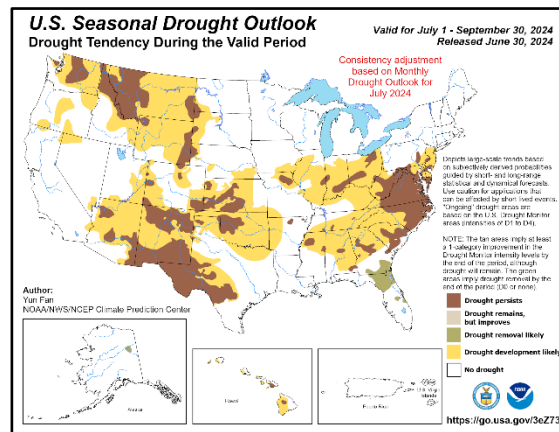 U.S. Seasonal Drought Outlook
Drought Tendency During the Valid Period
Valid for July 1 - September 30, 2024
Released June 30, 2024
Consistency adjustment
based on Monthly
Drought Outlook for
July 2024
Depicts large-scale trends based
on subjectively derived probabilities
guided by short- and long-range
statistical and dynamical forecasts.
Use caution for applications that
can be affected by short lived events.
"Ongoing" drought areas are
based on the U.S. Drought Monitor
areas (intensities of D1 to D4).
NOTE: The tan areas imply at least
a 1-category improvement in the
Drought Monitor intensity levels by
the end of the period, although
drought will remain. The green
areas imply drought removal by the
end of the period (D0 or none).
Author:
Yun Fan
NOAA/NWS/NCEP Climate Prediction Center
Drought persists
Drought remains,
but improves
Drought removal likely
Drought development likely
No drought
Alaska
Hawaii
Puerto Rico
U.S. Virgin
Islands
https://go.usa.gov/3eZ73